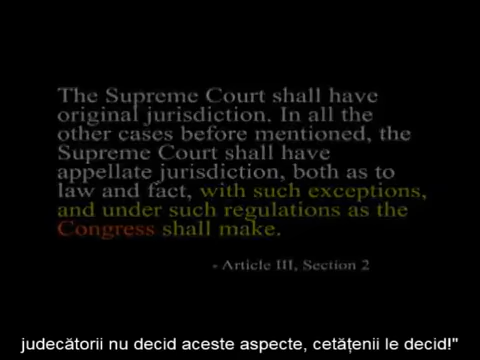 The Supreme Court shall have
original jurisdiction. In all the
other cases before mentioned, the
Supreme Court shall have
appellate jurisdiction, both as to
law and fact, with such exceptions,
and under such regulations as the
Congress shall make.
- Article III, Section 2
judecătorii nu decid aceste aspecte, cetățenii le decid!"